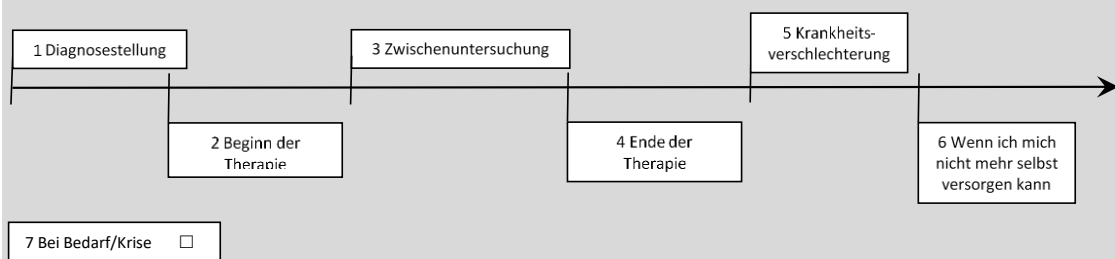 1 Diagnosestellung
2 Beginn der
Therapie
3 Zwischenuntersuchung
4 Ende der
Therapie
5 Krankheits-
verschlechterung
6 Wenn ich mich
nicht mehr selbst
versorgen kann
7 Bei Bedarf/Krise ☐